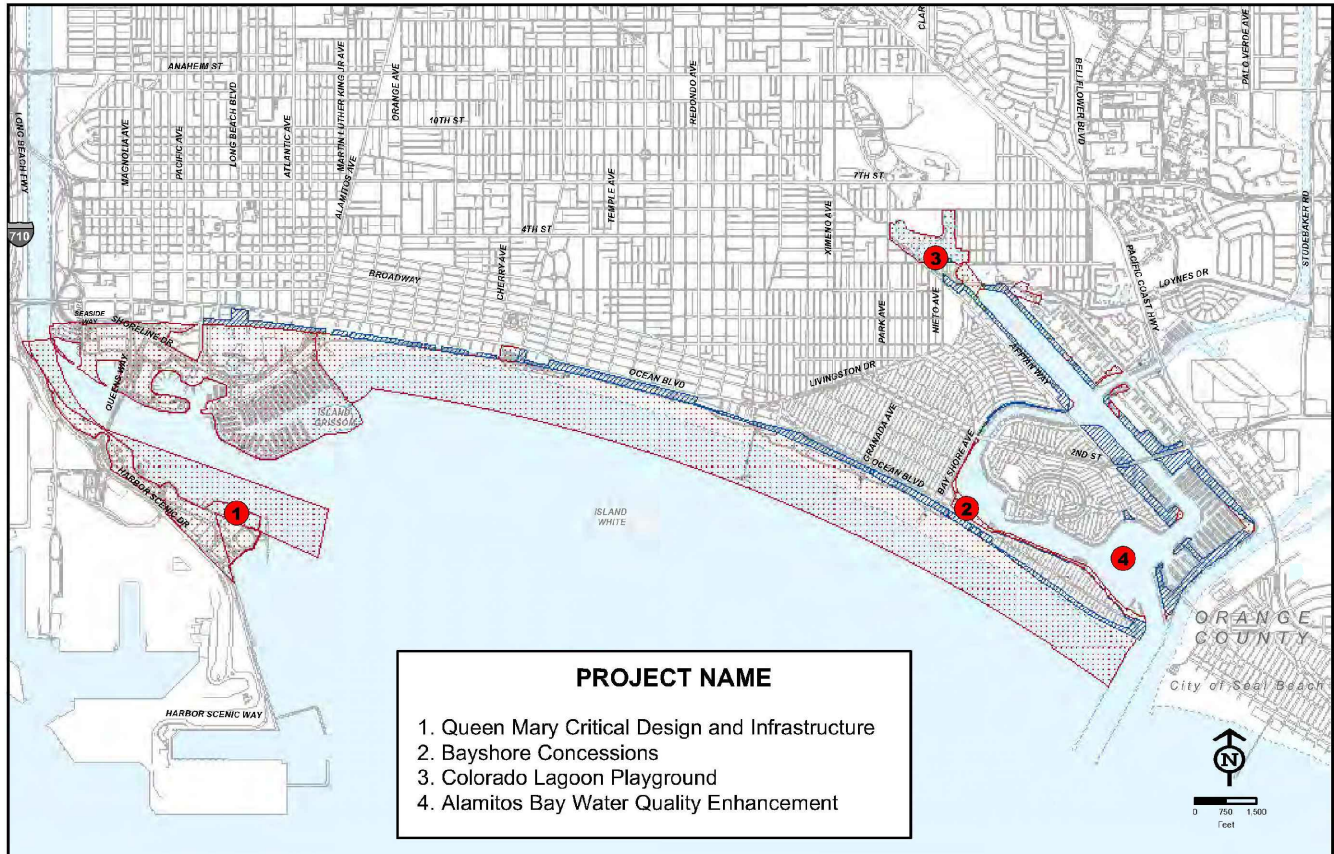 ANAHEIM ST
10TH ST
7TH ST
4TH ST
BROADWAY
LONG BEACH FWY
710
MAGNOLIA AVE
PACIFIC AVE
LONG BEACH BLVD
ATLANTIC AVE
MARTIN LUTHER KING JR AVE
ALAMITOS AVE
ORANGE AVE
CHERRY AVE
TEMPLE AVE
REDONDO AVE
XIMENO AVE
PARK AVE
NIETO AVE
CLAR
BELLFLOWER BLVD
PALO VERDE AVE
STUDEBAKER RD
PACIFIC COAST HWY
LOYNES DR
APPIAN WAY
LIVINGSTON DR
GRANADA AVE
BAY SHORE AVE
2ND ST
OCEAN BLVD
OCEAN BLVD
SEASIDE
WAY
SHORELINE DR
QUEENS WAY
ISLAND
GRISSOM
ISLAND
WHITE
HARBOR SCENIC DR
HARBOR SCENIC WAY
1
2
3
4
ORANGE
COUNTY
City of Seal Beach
PROJECT NAME
1. Queen Mary Critical Design and Infrastructure
2. Bayshore Concessions
3. Colorado Lagoon Playground
4. Alamitos Bay Water Quality Enhancement
N
0 750 1,500
Feet